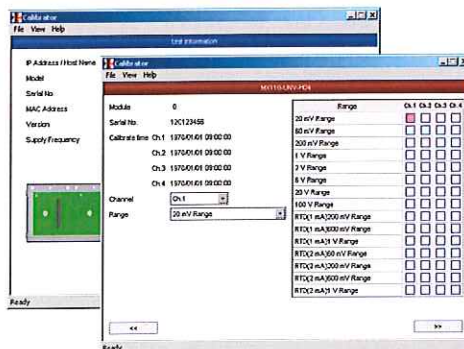 Calibrator
File View Help
Unit Information
IP Address / Host Name
Model
Serial No.
MAC Address
Version
Supply Frequency
Ready
Calibrator
File View Help
MX110-UNV-H04
Module 0
Serial No. 12C123456
Calibrate time Ch.1 1970/01/01 09:00:00
Ch.2 1970/01/01 09:00:00
Ch.3 1970/01/01 09:00:00
Ch.4 1970/01/01 09:00:00
Channel Ch.1
Range 20 mV Range
Range Ch.1 Ch.2 Ch.3 Ch.4
20 mV Range
60 mV Range
200 mV Range
1 V Range
2 V Range
6 V Range
20 V Range
100 V Range
RTD(1 mA)200 mV Range
RTD(1 mA)600 mV Range
RTD(1 mA)1 V Range
RTD(2 mA)60 mV Range
RTD(2 mA)200 mV Range
RTD(2 mA)600 mV Range
RTD(2 mA)1 V Range
<< >>
Ready